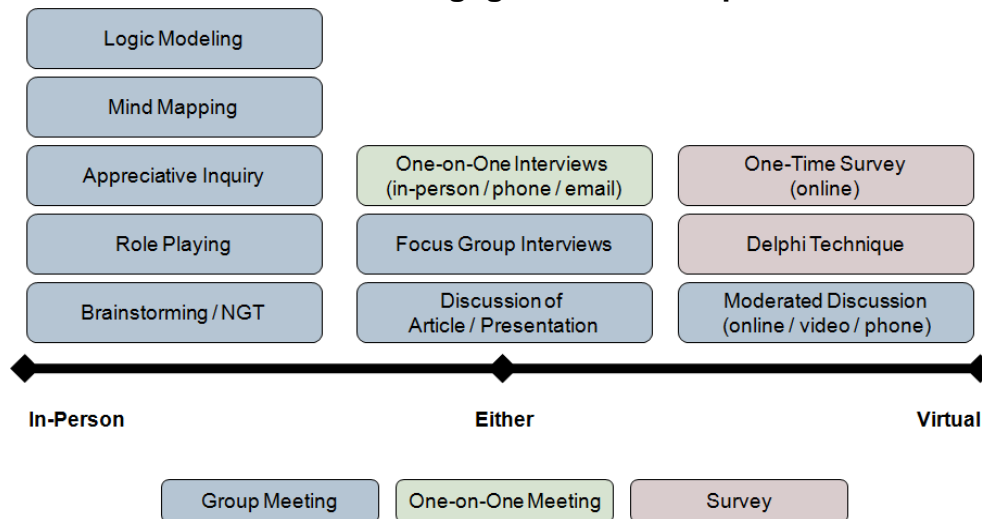 Logic Modeling
Mind Mapping
Appreciative Inquiry
Role Playing
Brainstorming / NGT
One-on-One Interviews
(in-person / phone / email)
Focus Group Interviews
Discussion of
Article / Presentation
One-Time Survey
(online)
Delphi Technique
Moderated Discussion
(online / video / phone)
In-Person
Either
Virtual
Group Meeting
One-on-One Meeting
Survey